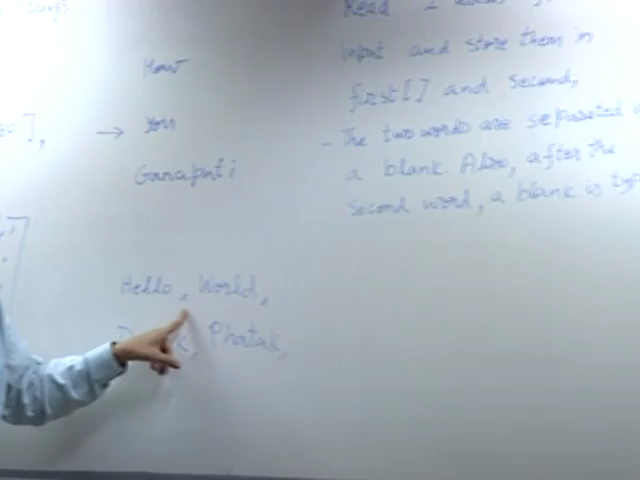 How
→ you
Ganapati
Hello, World,
Phatak,
Read 2
input and store them in
first[] and second;
- The two words are separated
a blank. Also, after the
second word, a blank is typ